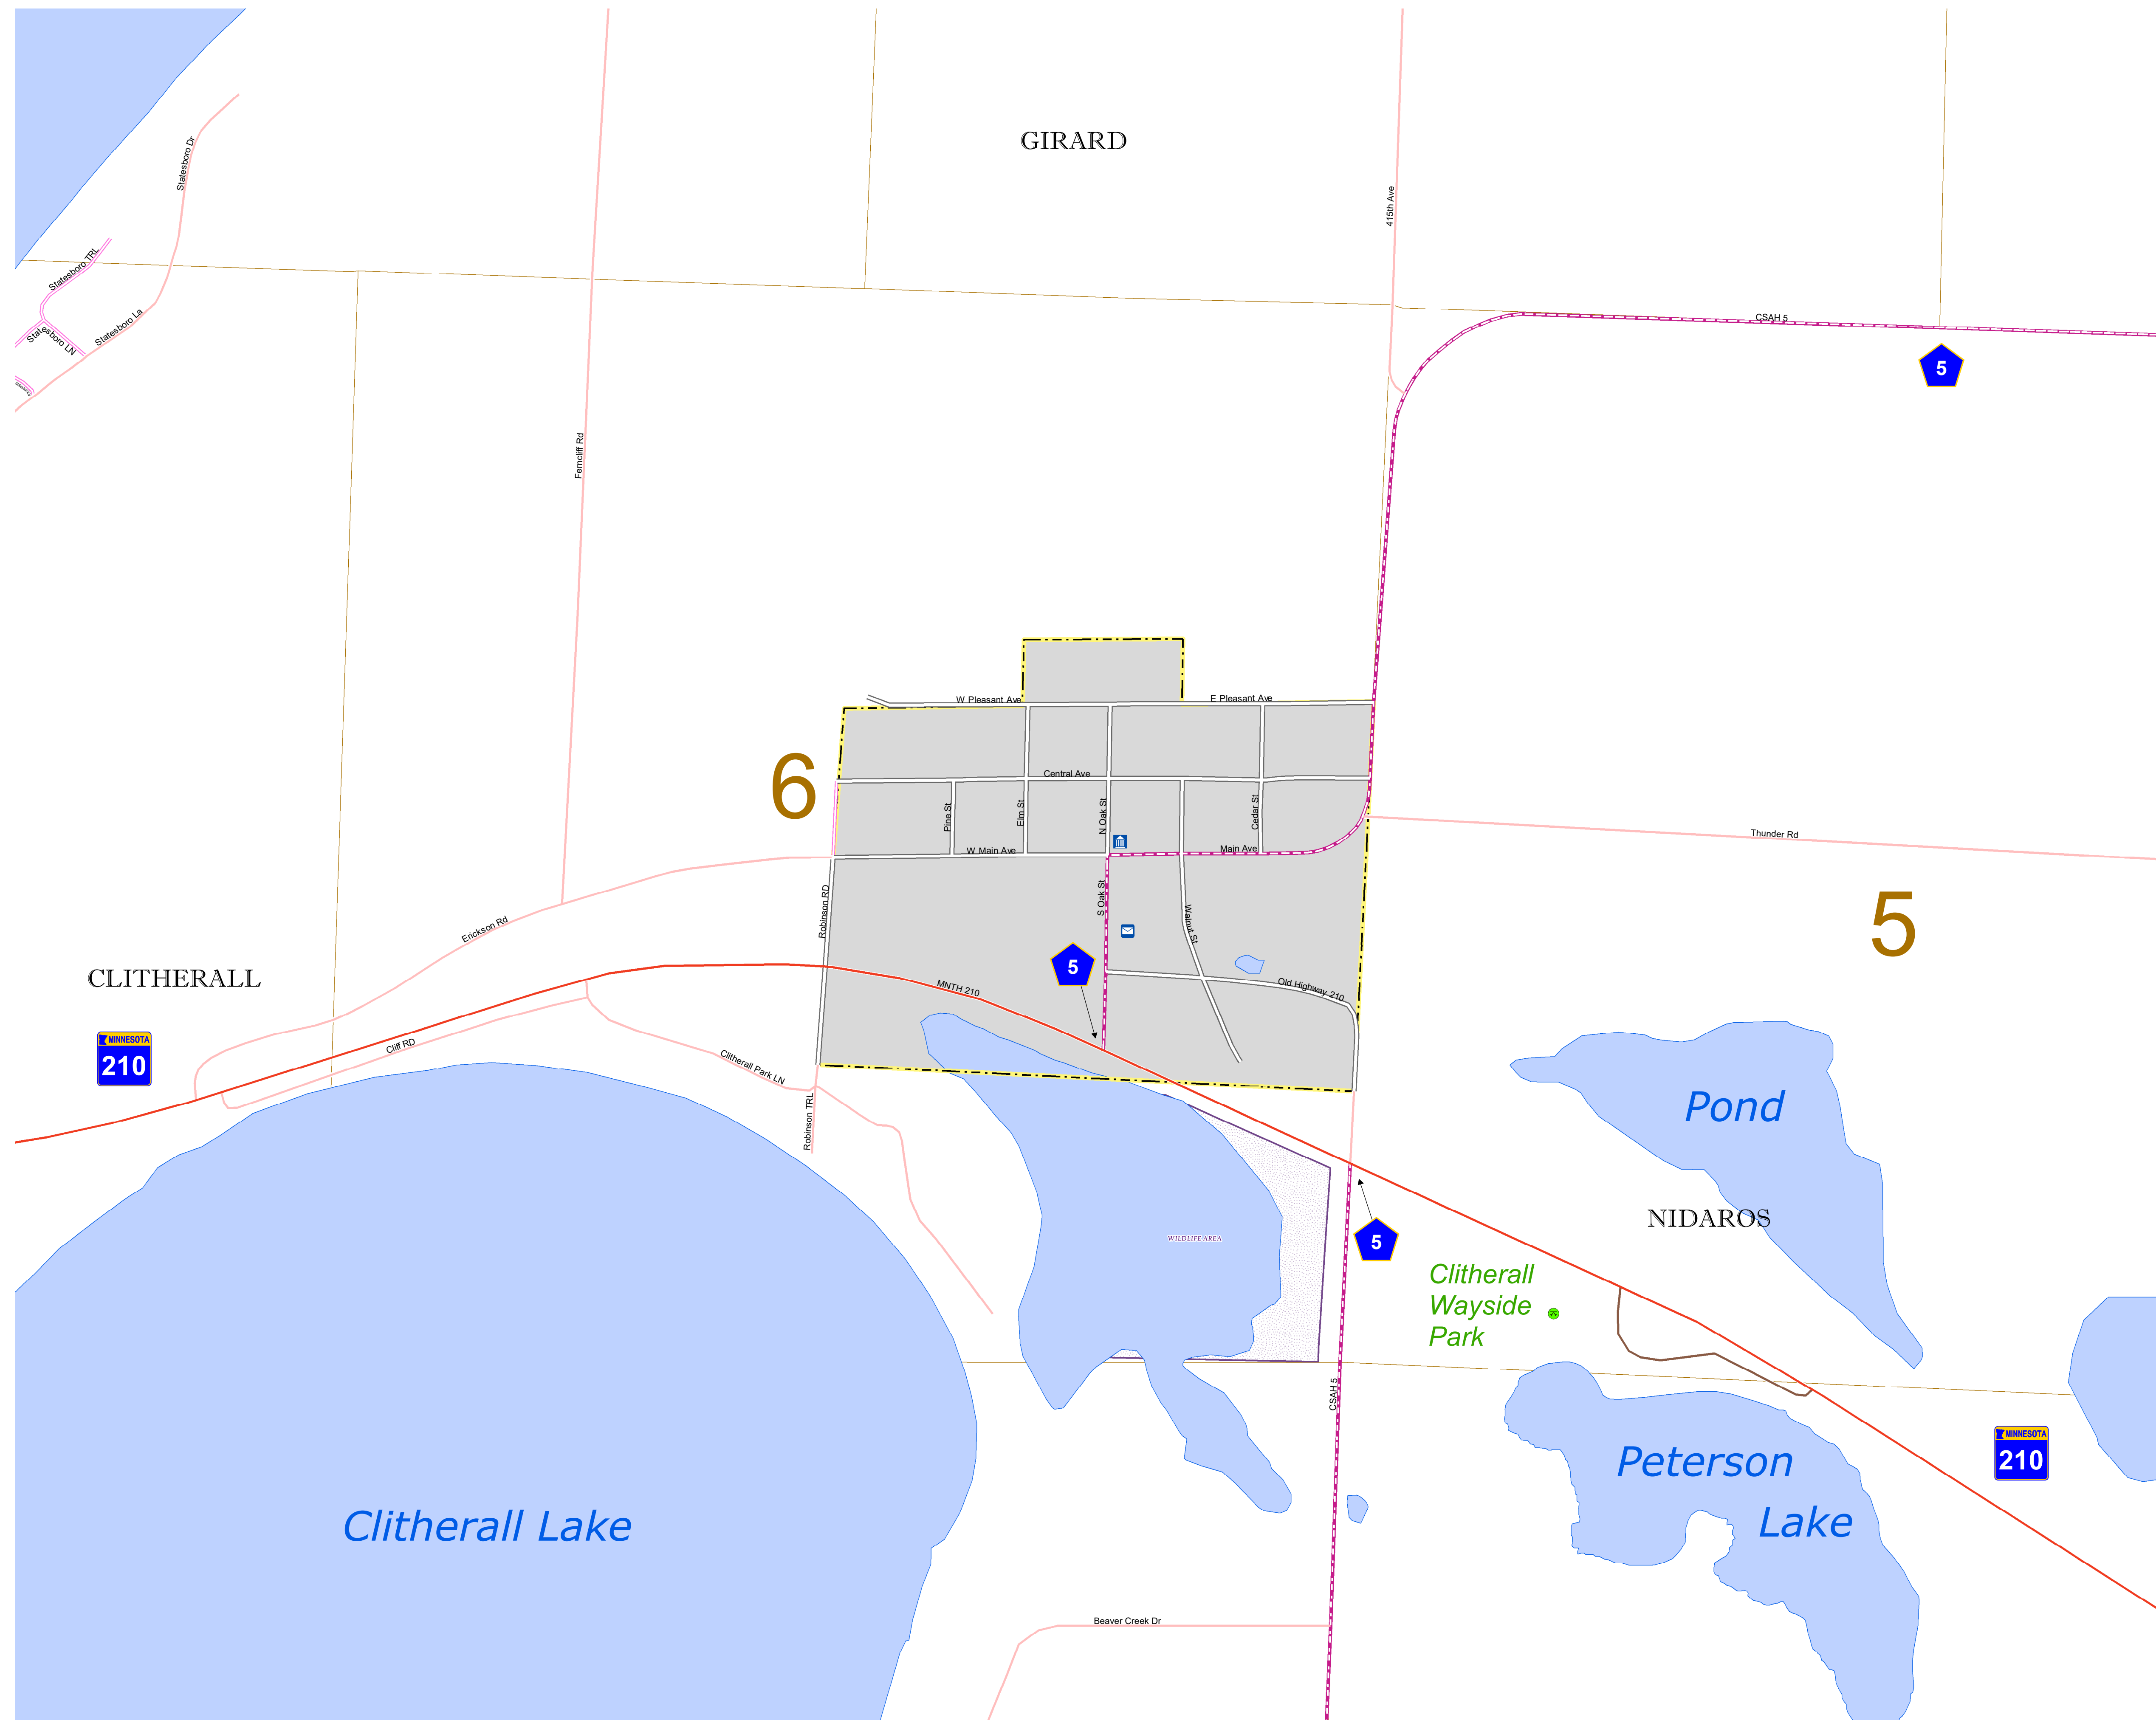 GIRARD
Statesboro Dr
415th Ave
Statesboro TRL
Statesboro La
Statesboro LN
CSAH 5
5
Ferncliff Rd
W Pleasant Ave
E Pleasant Ave
6
Central Ave
Pine St
Elm St
N Oak St
Cedar St
W Main Ave
Main Ave
Thunder Rd
5
Robinson RD
S Oak St
Walnut St
Erickson Rd
CLITHERALL
5
MNTH 210
Old Highway 210
MINNESOTA
210
Cliff RD
Clitherall Park LN
Robinson TRL
Pond
NIDAROS
WILDLIFE AREA
5
Clitherall
Wayside
Park
CSAH 5
MINNESOTA
210
Peterson
Lake
Clitherall Lake
Beaver Creek Dr